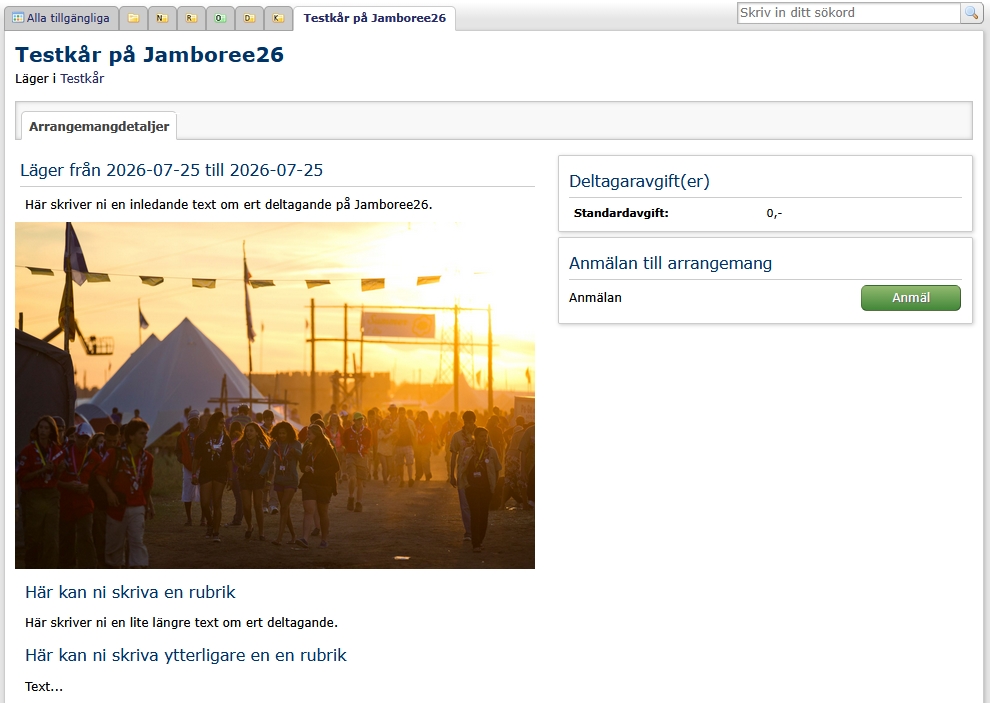 Alla tillgängliga
N..
R..
O..
D..
K..
Testkår på Jamboree26
Skriv in ditt sökord
Testkår på Jamboree26
Läger i Testkår
Arrangemangdetaljer
Läger från 2026-07-25 till 2026-07-25
Här skriver ni en inledande text om ert deltagande på Jamboree26.
Här kan ni skriva en rubrik
Här skriver ni en lite längre text om ert deltagande.
Här kan ni skriva ytterligare en en rubrik
Text...
Deltagaravgift(er)
Standardavgift: 0,-
Anmälan till arrangemang
Anmälan
Anmäl